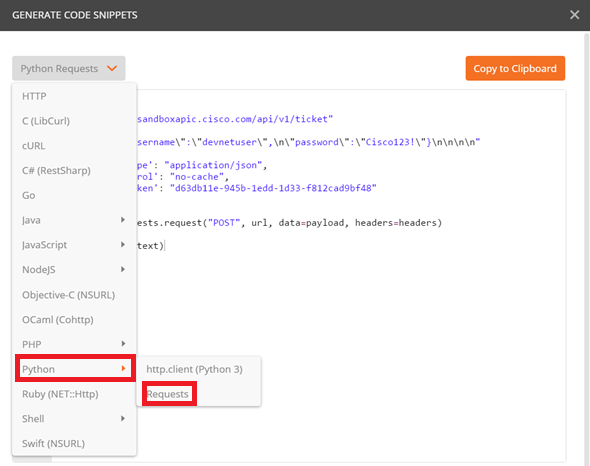 GENERATE CODE SNIPPETS
Python Requests
Copy to Clipboard
HTTP
C (LibCurl)
cURL
C# (RestSharp)
Go
Java
JavaScript
NodeJS
Objective-C (NSURL)
OCaml (Cohttp)
PHP
Python
Ruby (NET::Http)
Shell
Swift (NSURL)
http.client (Python 3)
Requests
sandboxapic.cisco.com/api/v1/ticket"
sername\":\"devnetuser\",\n\"password\":\"Cisco123!\"}\n\n\n\n"
pe': "application/json",
rol': "no-cache",
ken': "d63db11e-945b-1edd-1d33-f812cad9bf48"
ests.request("POST", url, data=payload, headers=headers)
text)